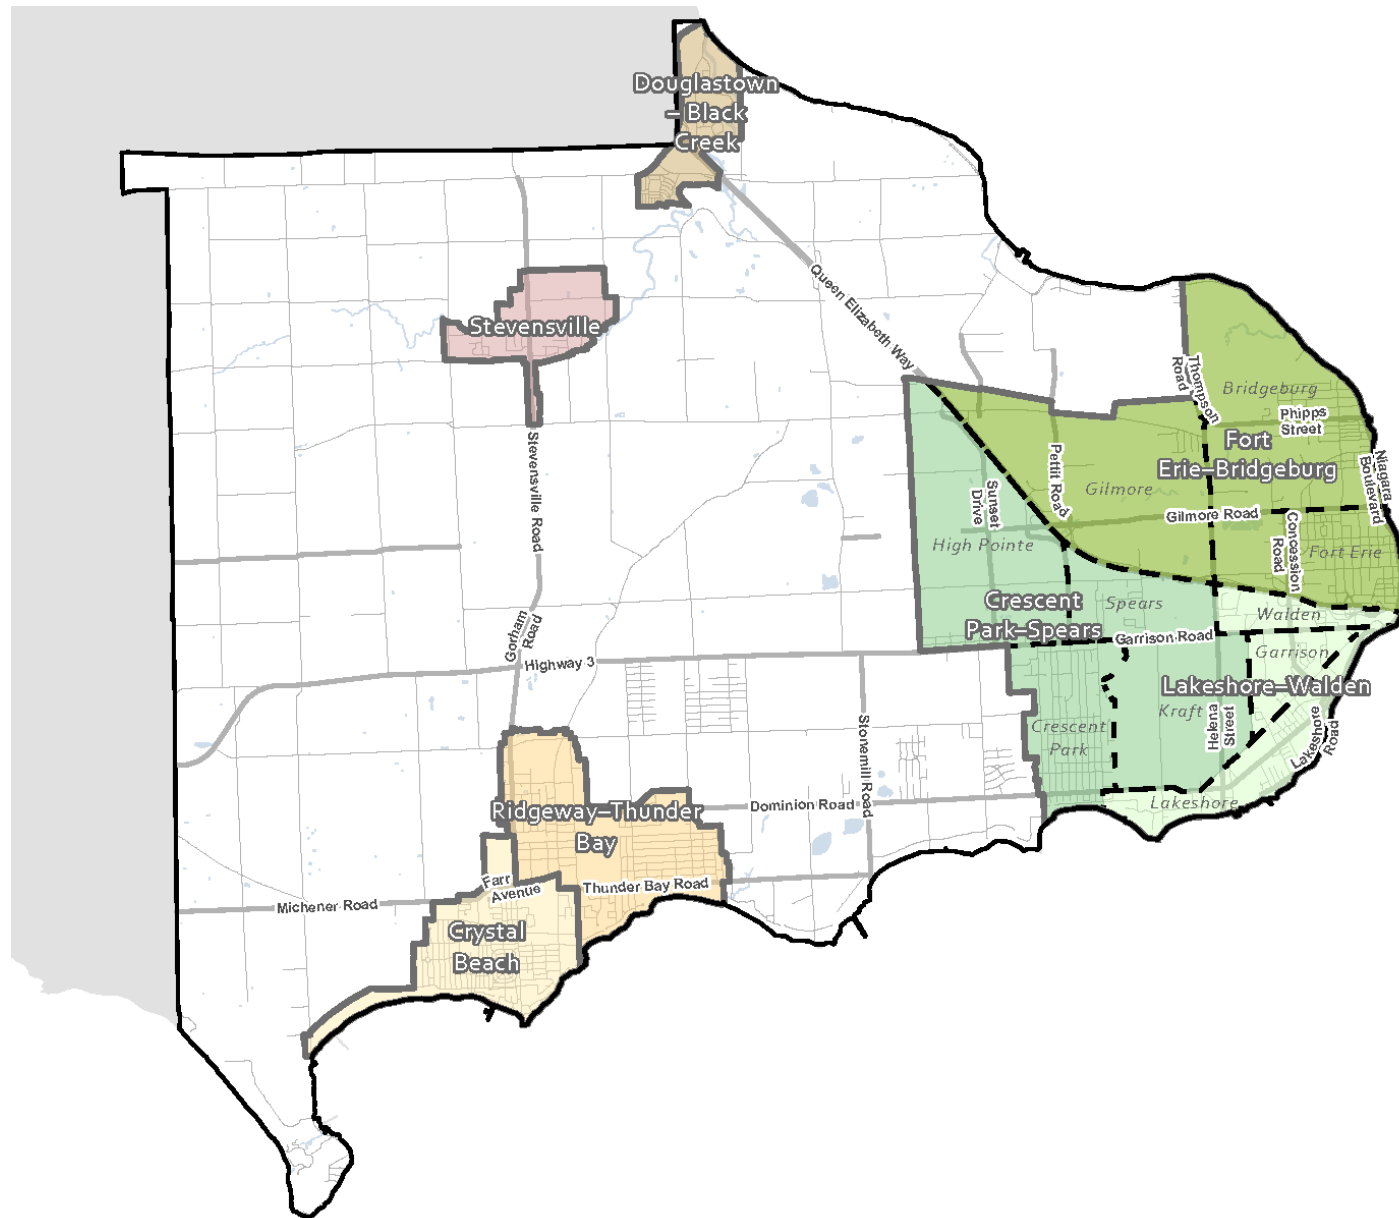 Douglastown
– Black
Creek
Queen Elizabeth Way
Stevensville
Thompson
Road
Bridgeburg
Phipps
Street
Fort
Erie–Bridgeburg
Niagara
Boulevard
Stevensville Road
Pettit Road
Gilmore
Sunset
Drive
Gilmore Road
Concession
Road
High Pointe
Fort Erie
Crescent
Park–Spears
Spears
Walden
Gorham
Road
Garrison Road
Highway 3
Garrison
Lakeshore–Walden
Crescent
Park
Kraft
Helena
Street
Lakeshore
Road
Stonemill Road
Ridgeway–Thunder
Bay
Dominion Road
Lakeshore
Farr
Avenue
Thunder Bay Road
Michener Road
Crystal
Beach